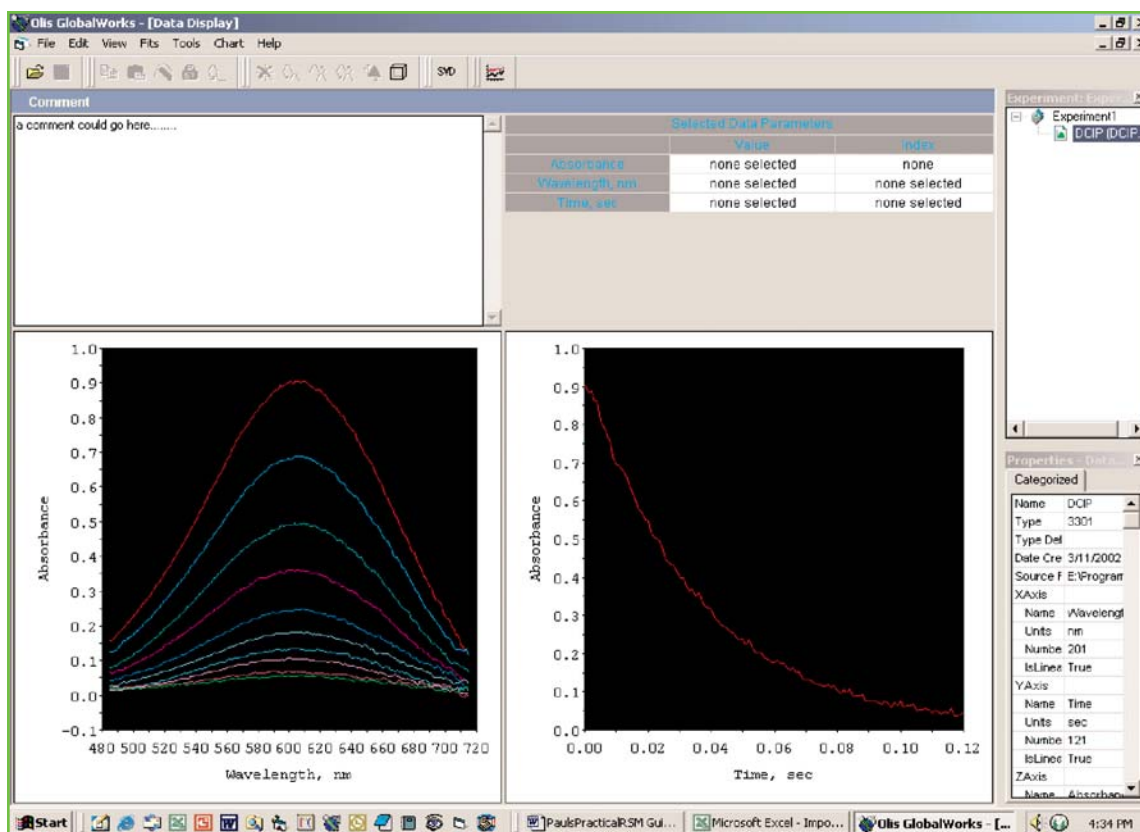 Olis GlobalWorks - [Data Display]
File Edit View Fits Tools Chart Help
SVD
Comment
a comment could go here........
Selected Data Parameters
Value Index
Absorbance none selected none
Wavelength, nm none selected none selected
Time, sec none selected none selected
Experiment: Exper...
Experiment1
DCIP (DCIP.
1.0
0.9
0.8
0.7
0.6
0.5
0.4
0.3
0.2
0.1
0.0
-0.1
Absorbance
480 500 520 540 560 580 600 620 640 660 680 700 720
Wavelength, nm
1.0
0.9
0.8
0.7
0.6
0.5
0.4
0.3
0.2
0.1
0.0
Absorbance
0.00 0.02 0.04 0.06 0.08 0.10 0.12
Time, sec
Properties - Data...
Categorized
Name DCIP
Type 3301
Type Del
Date Cre 3/11/2002
Source F E:\Program
XAxis
Name Wavelengt
Units nm
Numbe 201
IsLinea True
YAxis
Name Time
Units sec
Numbe 121
IsLinea True
ZAxis
Name Absorban
Start
PaulsPracticalRSM Gui...
Microsoft Excel - Impo...
Olis GlobalWorks - [...
4:34 PM